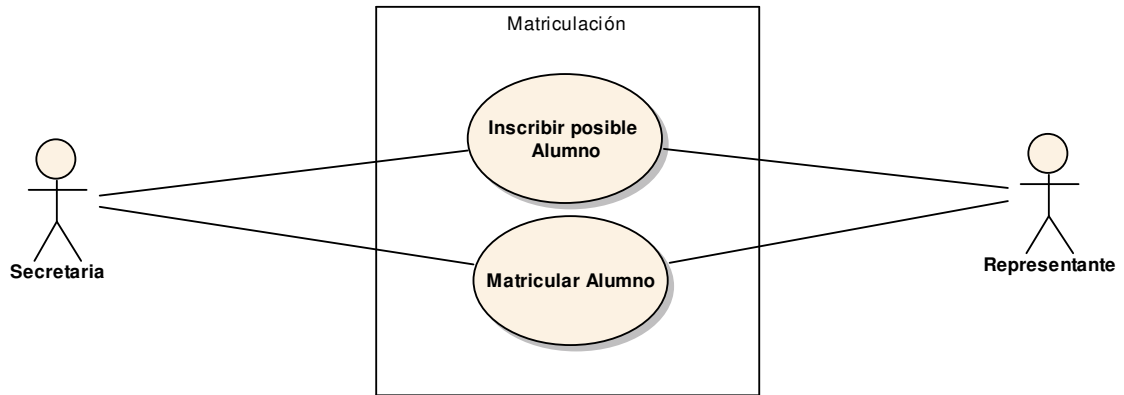 Matriculación
Inscribir posible
Alumno
Secretaria
Matricular Alumno
Representante